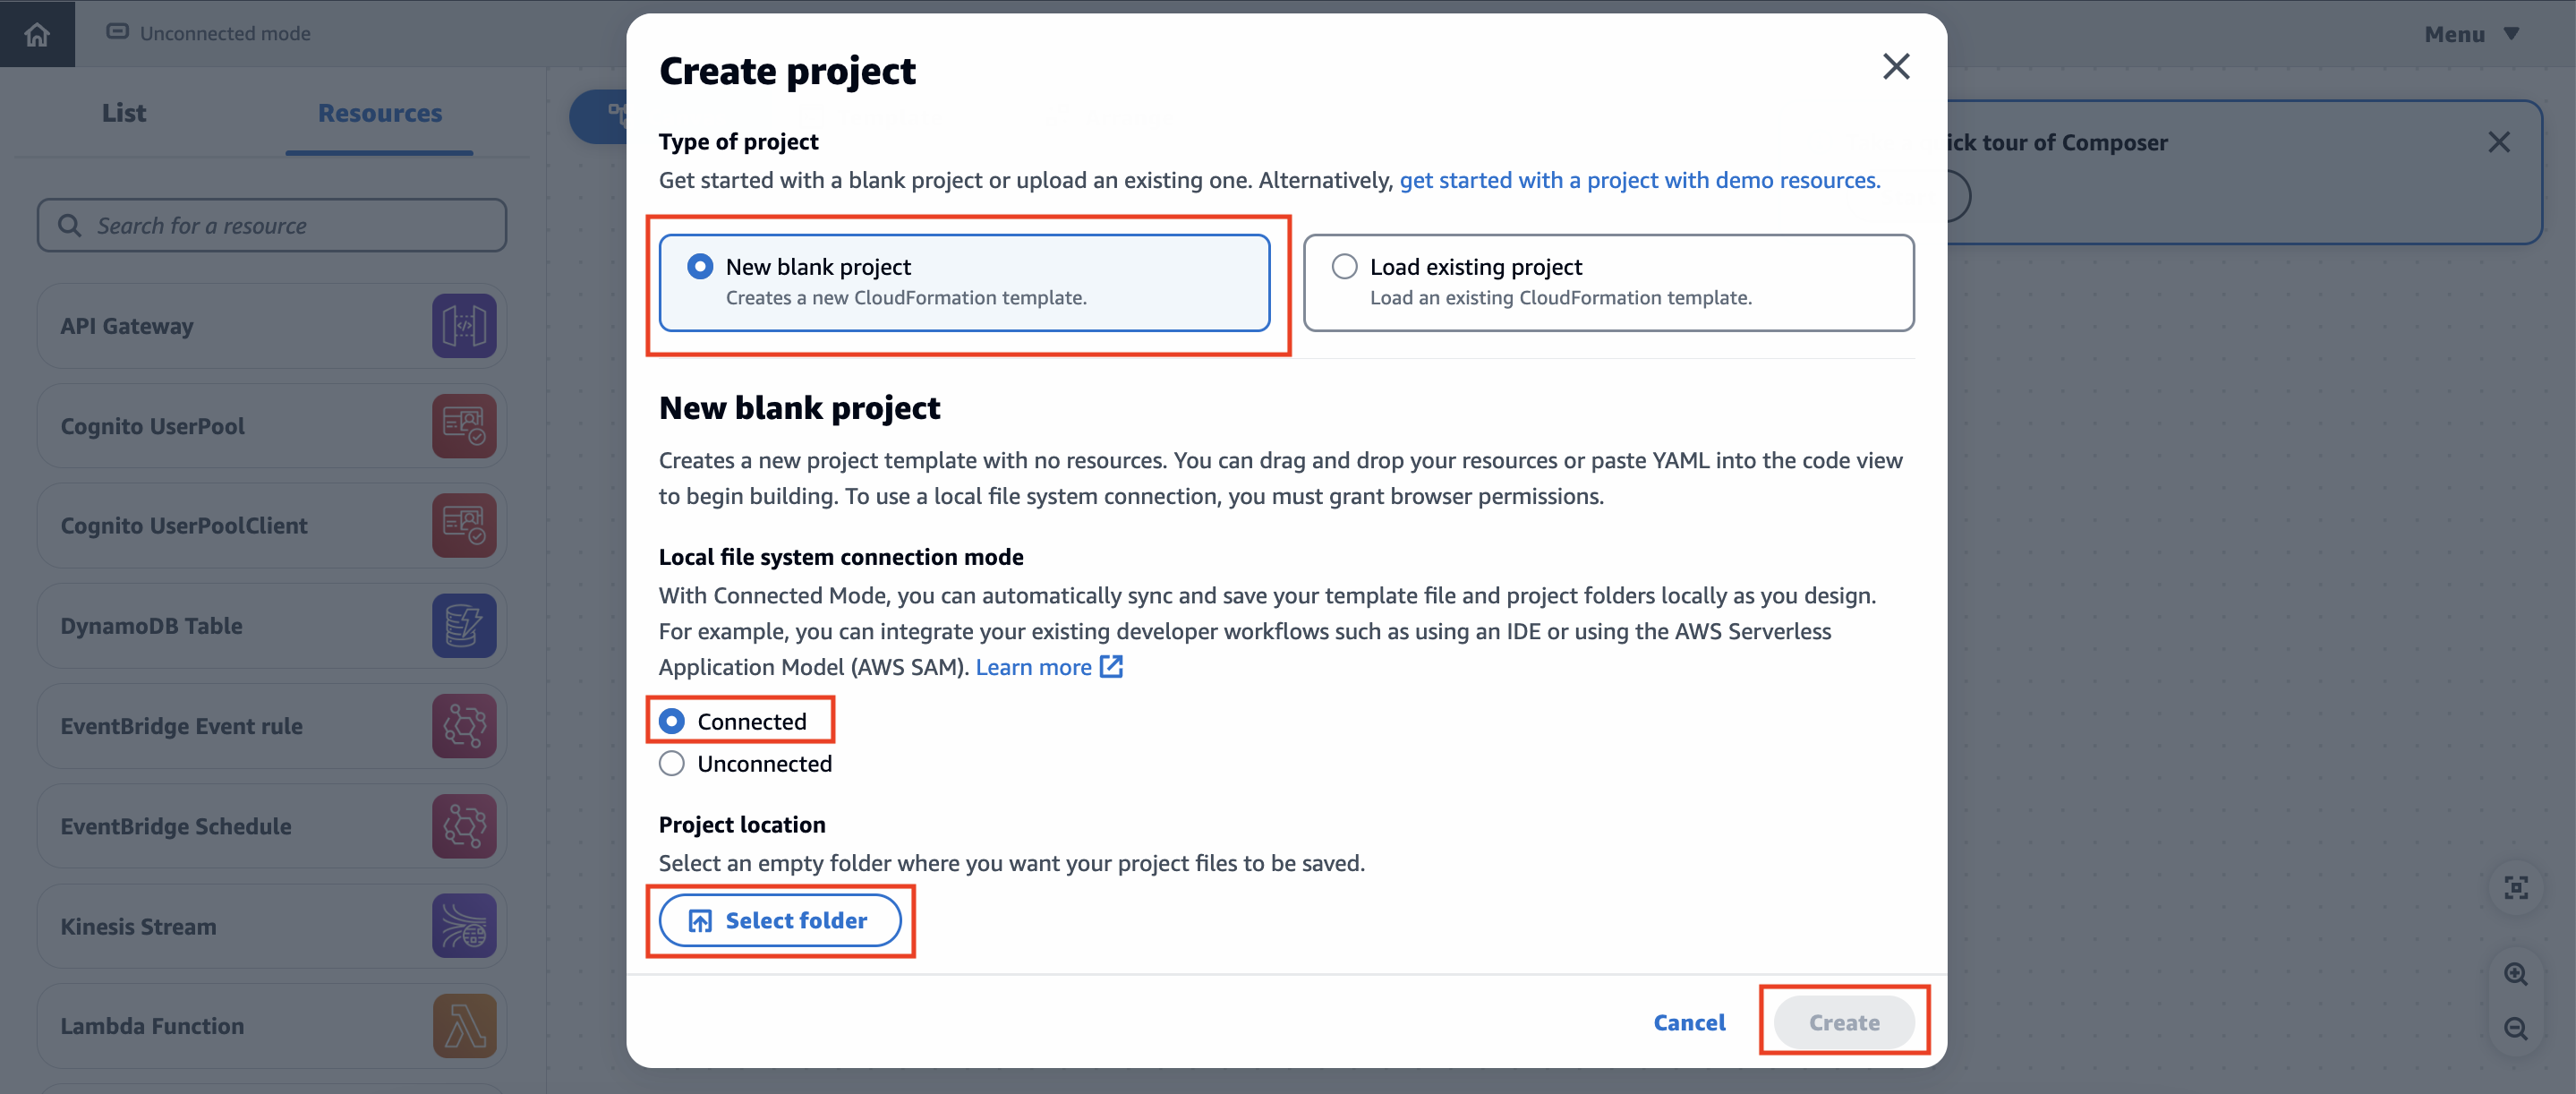 Unconnected mode
Menu
List
Resources
Search for a resource
API Gateway
Cognito UserPool
Cognito UserPoolClient
DynamoDB Table
EventBridge Event rule
EventBridge Schedule
Kinesis Stream
Lambda Function
Create project
Type of project
Get started with a blank project or upload an existing one. Alternatively, get started with a project with demo resources.
New blank project
Creates a new CloudFormation template.
Load existing project
Load an existing CloudFormation template.
New blank project
Creates a new project template with no resources. You can drag and drop your resources or paste YAML into the code view
to begin building. To use a local file system connection, you must grant browser permissions.
Local file system connection mode
With Connected Mode, you can automatically sync and save your template file and project folders locally as you design.
For example, you can integrate your existing developer workflows such as using an IDE or using the AWS Serverless
Application Model (AWS SAM). Learn more
Connected
Unconnected
Project location
Select an empty folder where you want your project files to be saved.
Select folder
Cancel
Create
ick tour of Composer